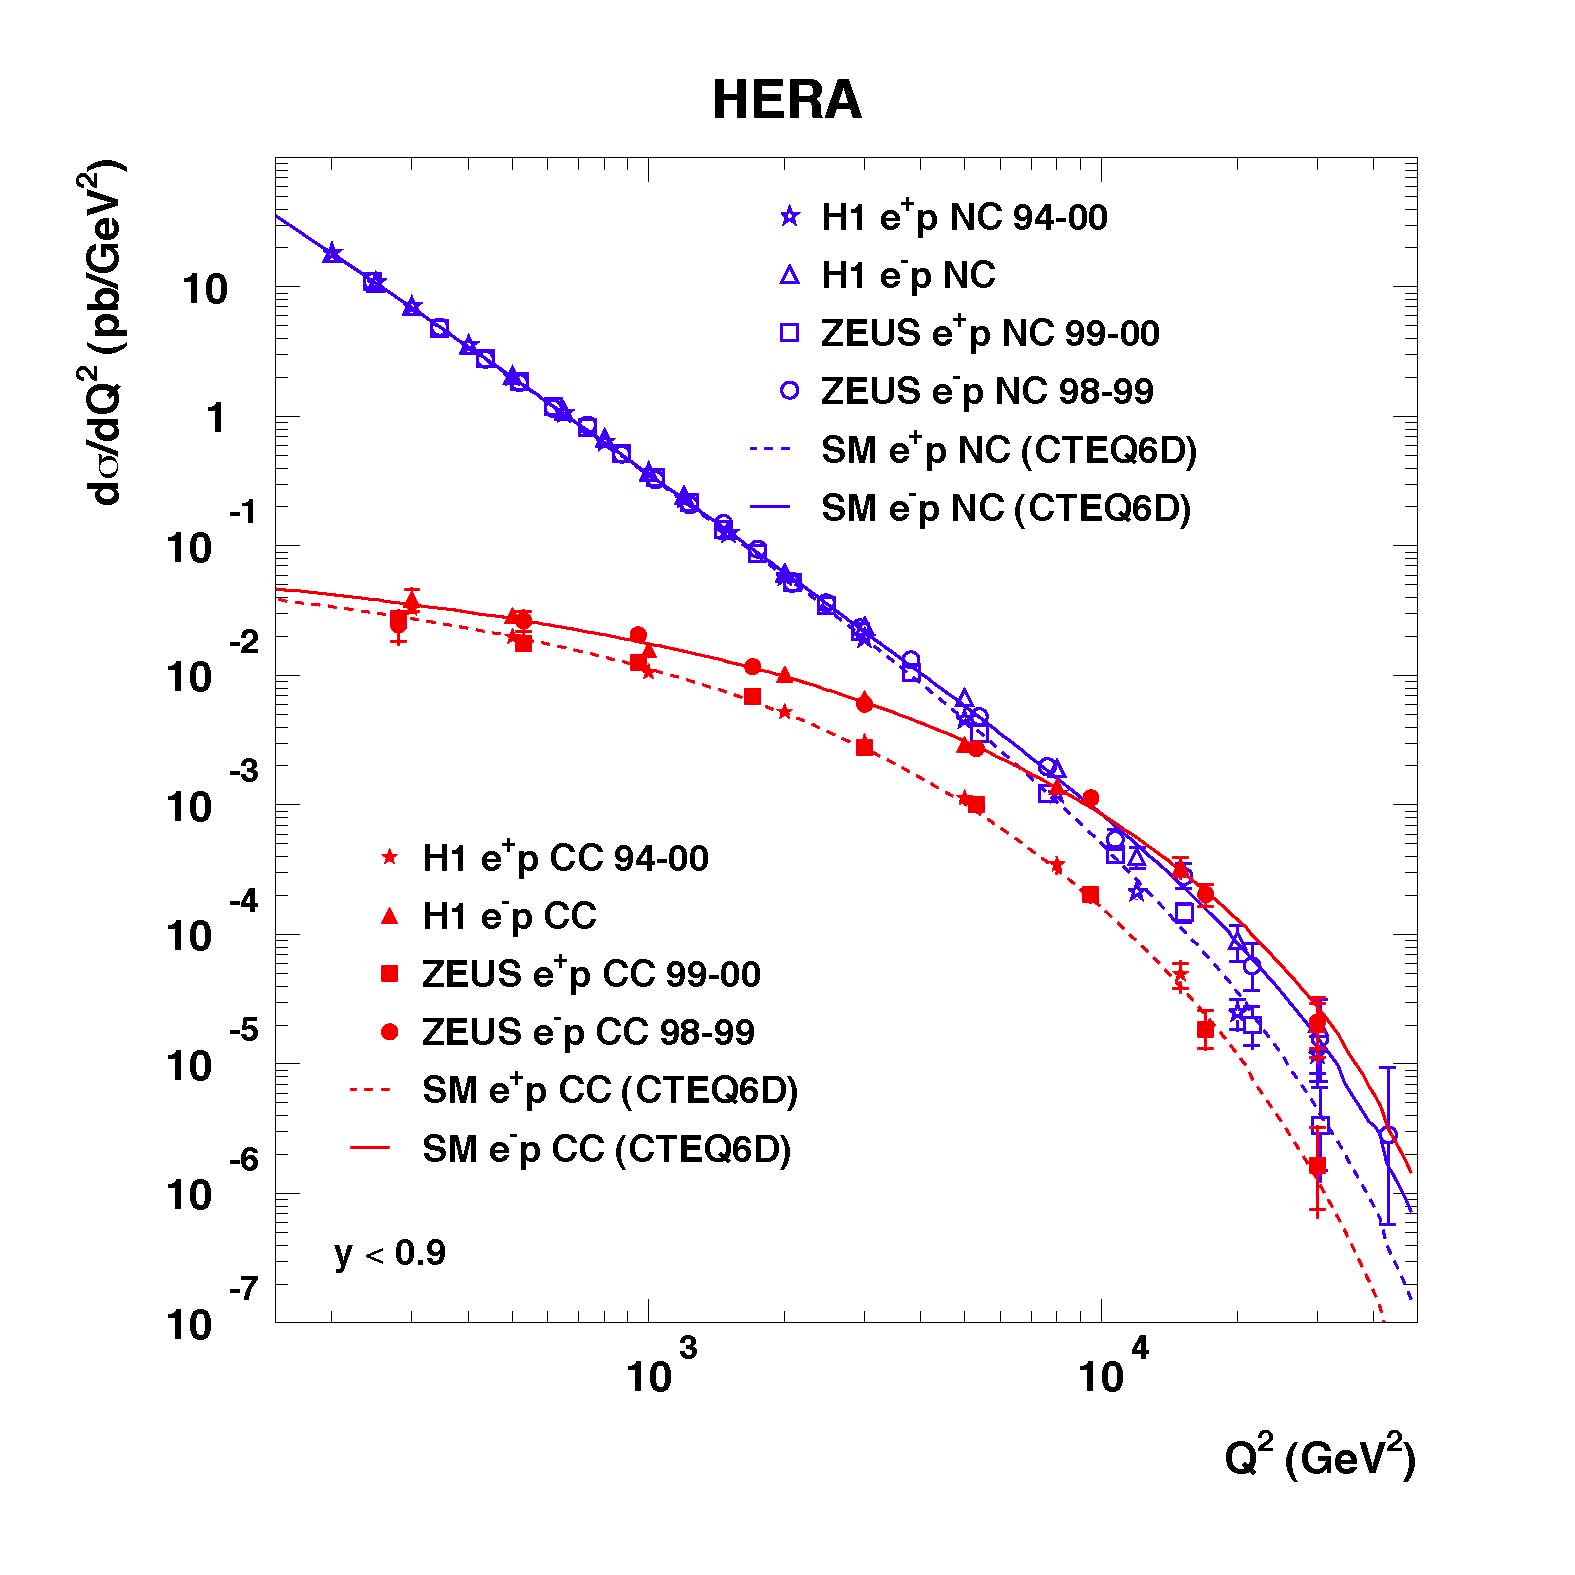 HERA
dσ/dQ² (pb/GeV²)
H1 e⁺p NC 94-00
H1 e⁻p NC
ZEUS e⁺p NC 99-00
ZEUS e⁻p NC 98-99
SM e⁺p NC (CTEQ6D)
SM e⁻p NC (CTEQ6D)
10
1
10⁻¹
10⁻²
10⁻³
10⁻⁴
10⁻⁵
10⁻⁶
10⁻⁷
H1 e⁺p CC 94-00
H1 e⁻p CC
ZEUS e⁺p CC 99-00
ZEUS e⁻p CC 98-99
SM e⁺p CC (CTEQ6D)
SM e⁻p CC (CTEQ6D)
y < 0.9
10³ 10⁴
Q² (GeV²)